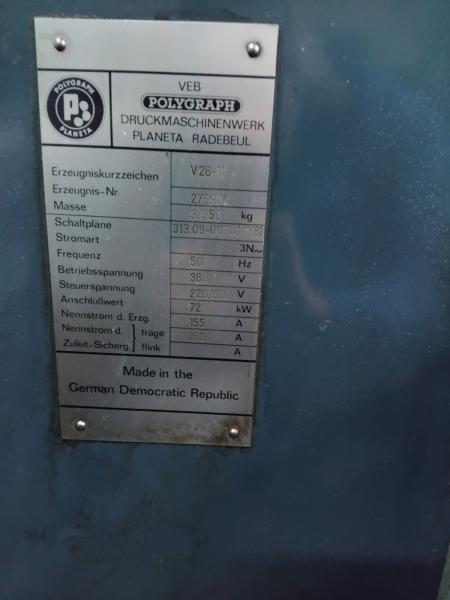 POLYGRAPH
PLANETA
VEB
POLYGRAPH
DRUCKMASCHINENWERK
PLANETA RADEBEUL
Erzeugniskurzzeichen
Erzeugnis-Nr.
Masse kg
Schaltpläne
Stromart 3N~
Frequenz 50 Hz
Betriebsspannung 380 V
Steuerspannung V
Anschlußwert 72 kW
Nennstrom d. Erzg. 155 A
Nennstrom d. träge 160 A
Zuleit.-Sicherg. flink A
Made in the
German Democratic Republic